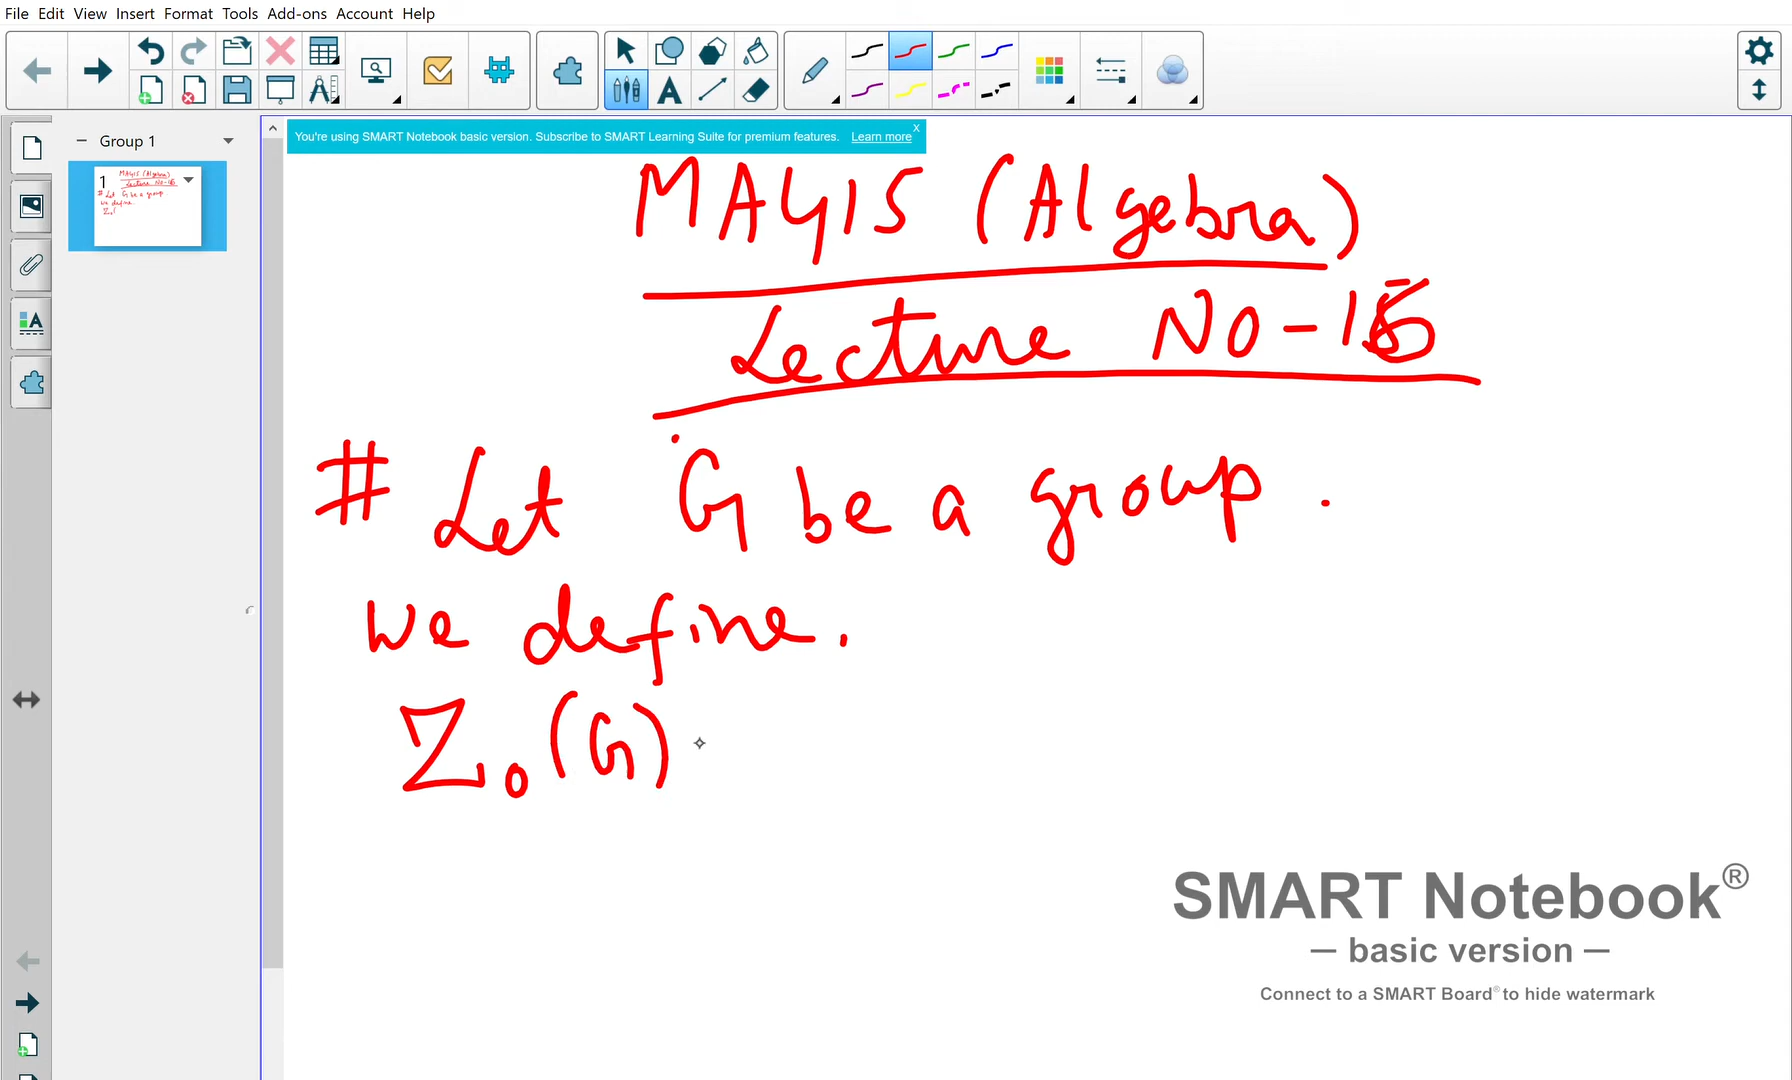 File Edit View Insert Format Tools Add-ons Account Help
Group 1
You're using SMART Notebook basic version. Subscribe to SMART Learning Suite for premium features. Learn more X
1
MA415 (Algebra)
Lecture NO-15
# Let G be a group.
we define.
Z₀(G)
SMART Notebook®
— basic version —
Connect to a SMART Board® to hide watermark